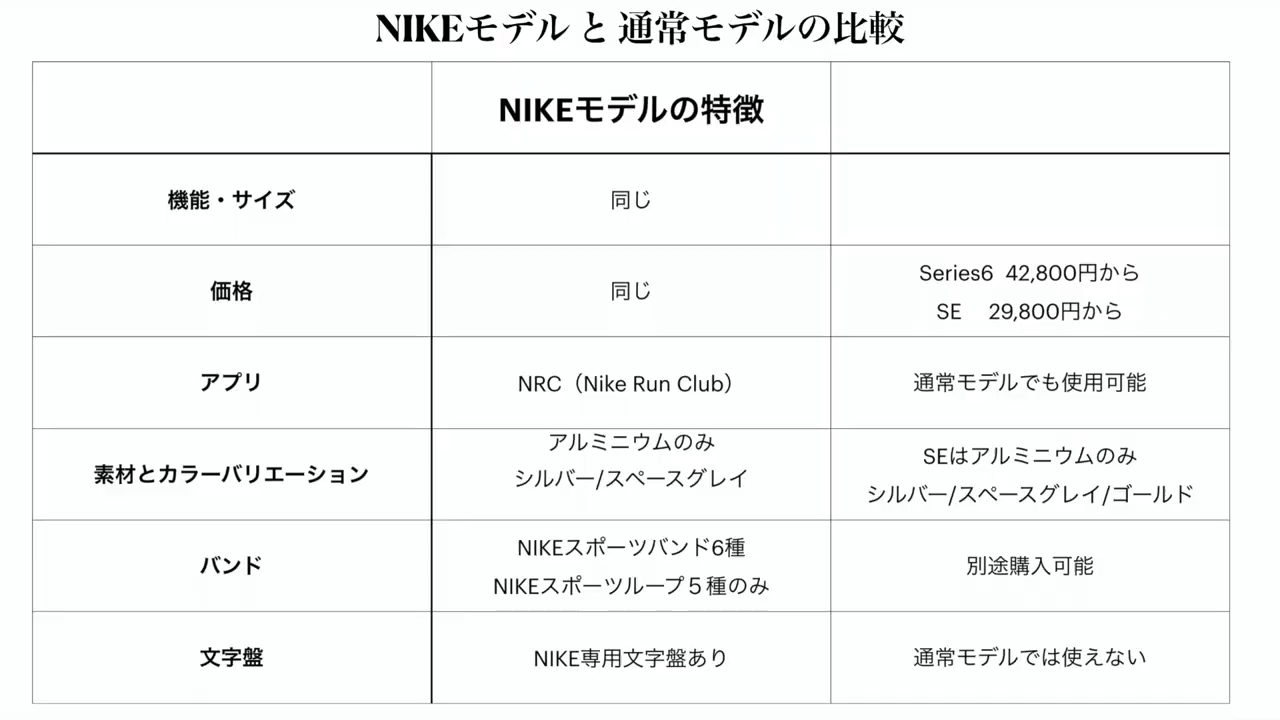 NIKEモデル と 通常モデルの比較
NIKEモデルの特徴
機能・サイズ
同じ
価格
同じ
Series6 42,800円から
SE 29,800円から
アプリ
NRC（Nike Run Club）
通常モデルでも使用可能
素材とカラーバリエーション
アルミニウムのみ
シルバー/スペースグレイ
SEはアルミニウムのみ
シルバー/スペースグレイ/ゴールド
バンド
NIKEスポーツバンド6種
NIKEスポーツループ５種のみ
別途購入可能
文字盤
NIKE専用文字盤あり
通常モデルでは使えない